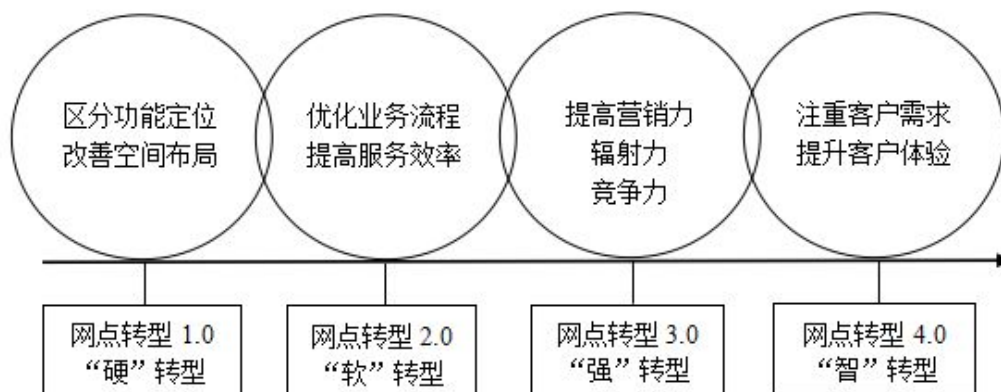 区分功能定位
改善空间布局
优化业务流程
提高服务效率
提高营销力
辐射力
竞争力
注重客户需求
提升客户体验
网点转型 1.0
“硬”转型
网点转型 2.0
“软”转型
网点转型 3.0
“强”转型
网点转型 4.0
“智”转型